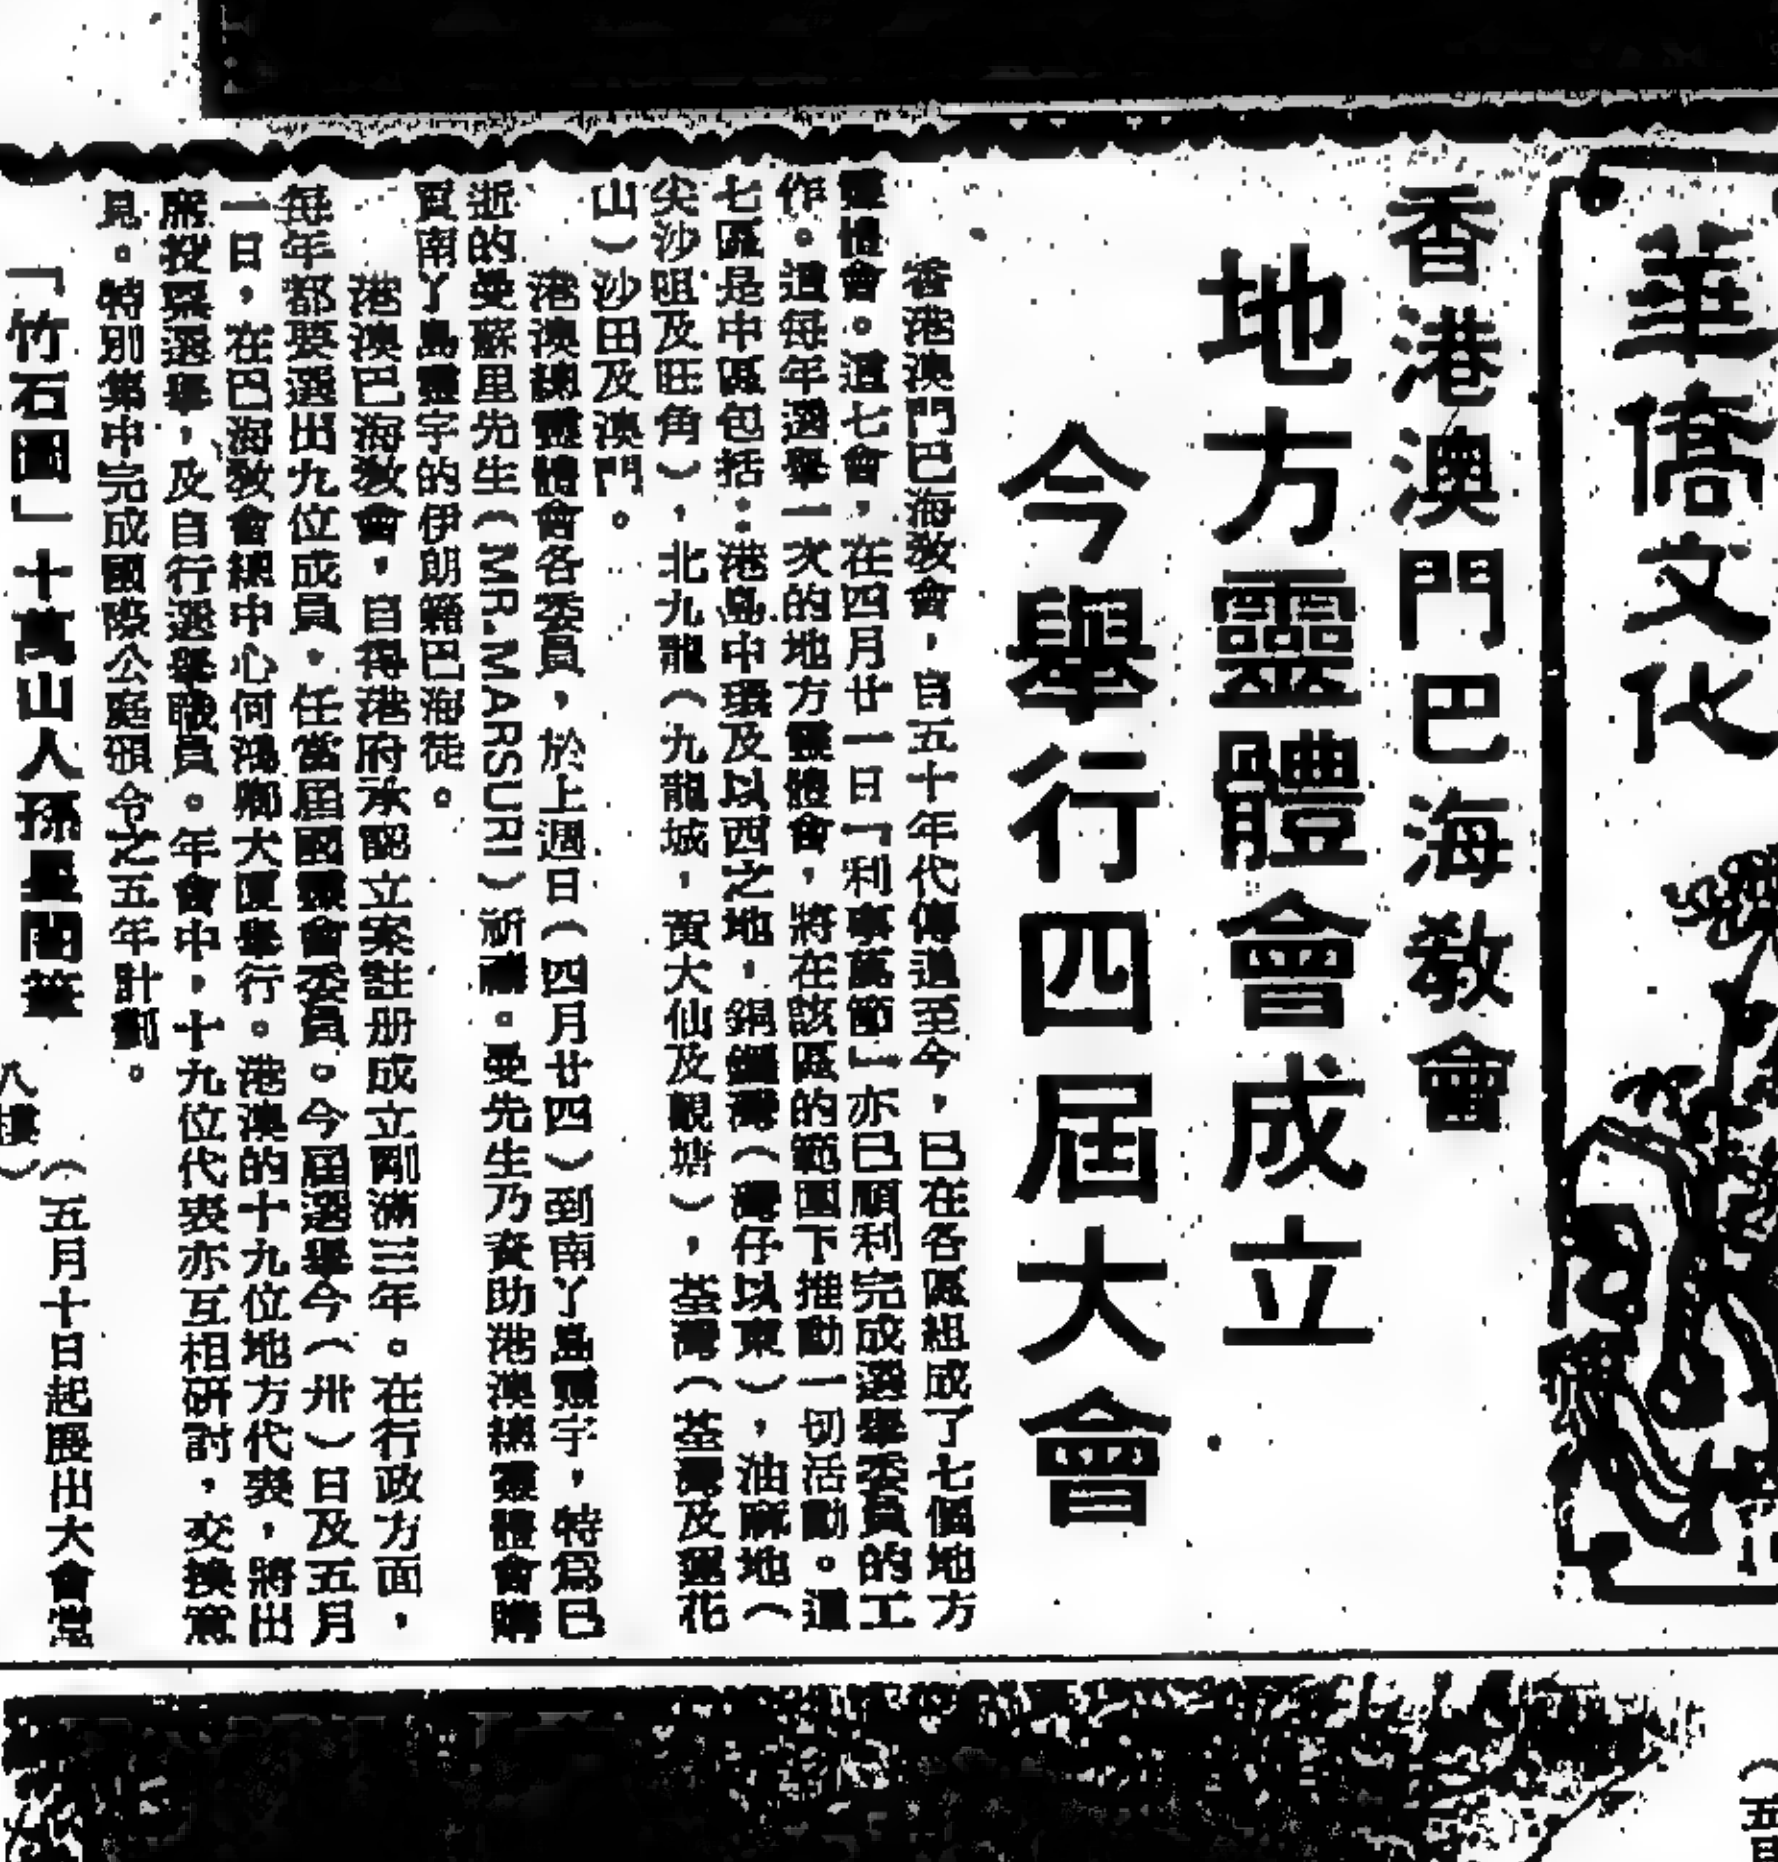 華僑文化
香港澳門巴海教會
地方靈體會成立
今舉行四屆大會
香港澳門巴海教會，自五十年代傳進至今，已在各區組成了七個地方
靈體會。這七會，在四月廿一日「利事萬節」亦已順利完成選舉委員的工
作。這每年選舉一次的地方靈體會，將在該區的範圍下推動一切活動。這
七區是中區包括：港島中環及以西之地，銅鑼灣（灣仔以東），油麻地（
尖沙咀及旺角），北九龍（九龍城，黃大仙及觀塘），荃灣（荃灣及蓮花
山）沙田及澳門。
港澳總靈體會各委員，於上週日（四月廿四）到南丫島靈宇，特為已
逝的曼蘇里先生（MR.MARSURI）祈禱。曼先生乃資助港澳總靈體會購
買南丫島靈宇的伊朗籍巴海徒。
港澳巴海教會，自得港府承認立案註册成立剛滿三年。在行政方面，
每年都要選出九位成員，任當屆國靈會委員。今屆選舉今（卅）日及五月
一日，在巴海教會總中心何鴻卿大厦舉行。港澳的十九位地方代表，將出
席投票選舉，及自行選舉職員。年會中，十九位代表亦互相研討，交換意
見。特別第中完成國際公庭頒令之五年計劃。
「竹石圖」十萬山人孫星閣筆
（五月十日起展出大會堂
八樓）